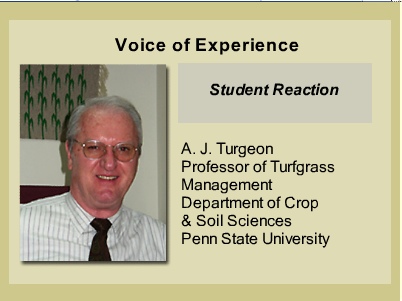 Voice of Experience
Student Reaction
A. J. Turgeon
Professor of Turfgrass
Management
Department of Crop
& Soil Sciences
Penn State University